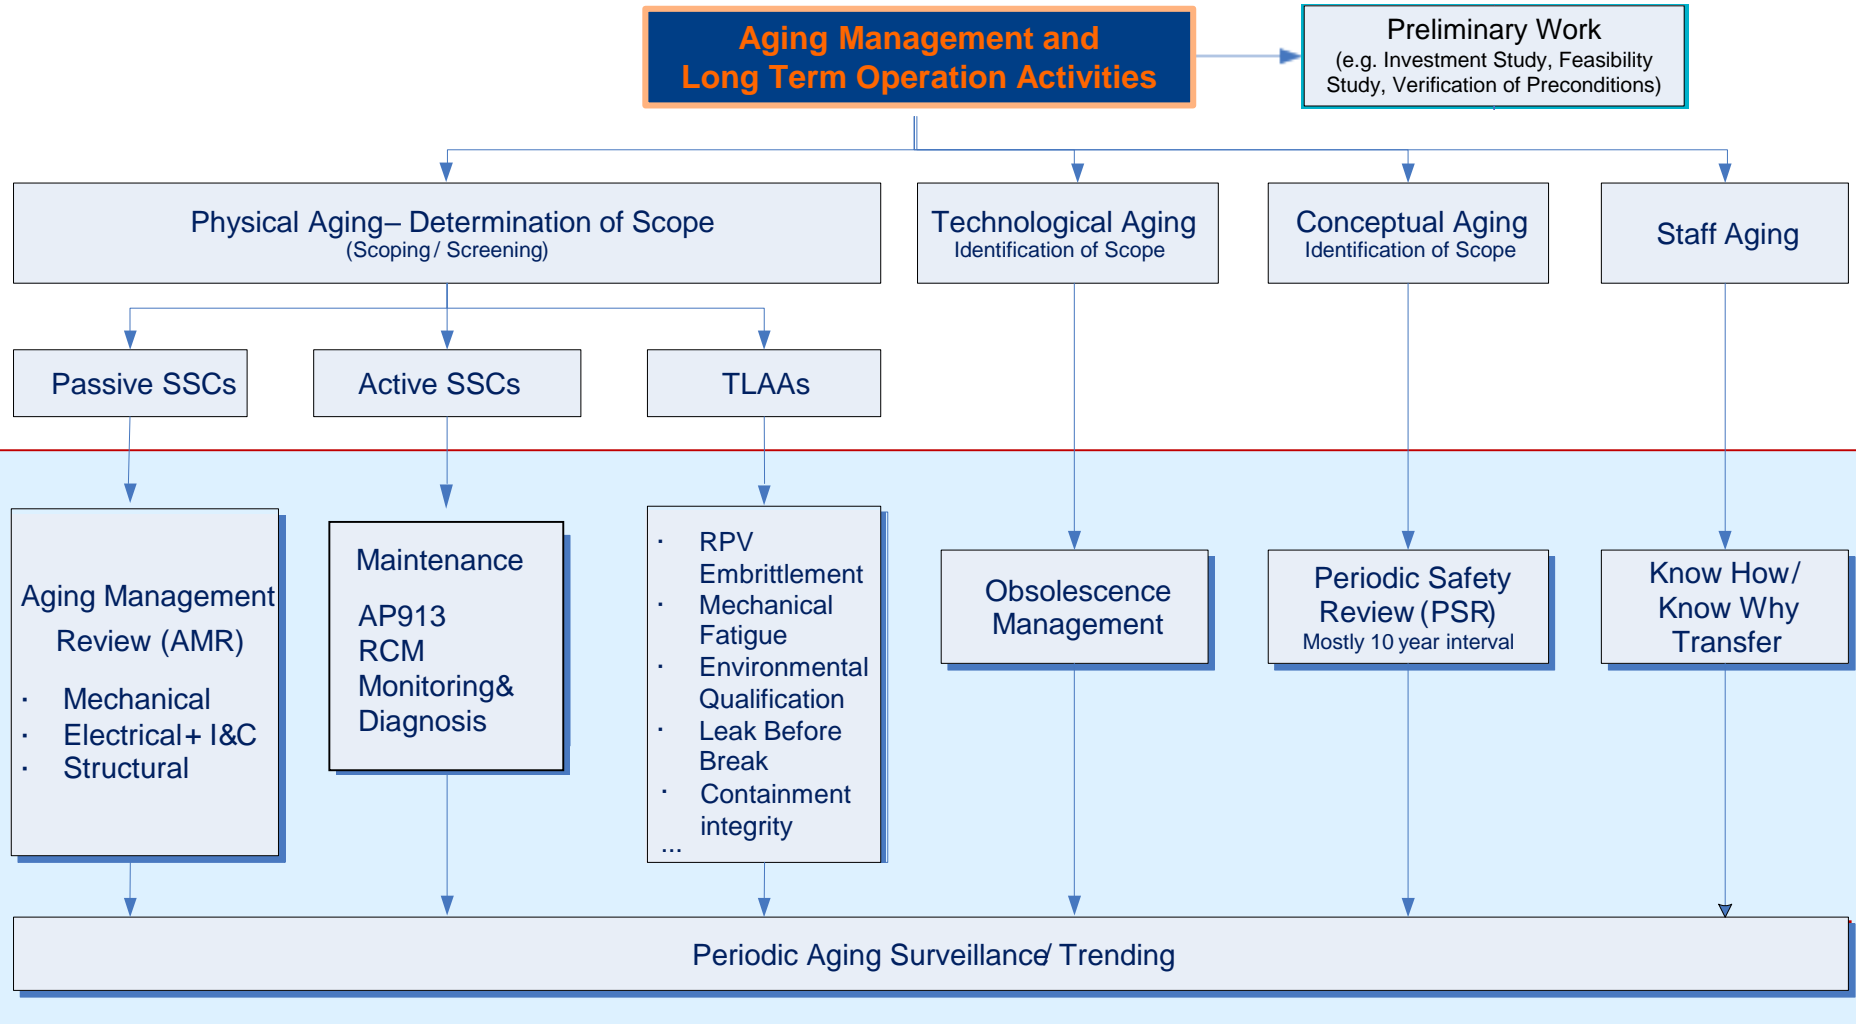 Aging Management and
Long Term Operation Activities
Preliminary Work
(e.g. Investment Study, Feasibility
Study, Verification of Preconditions)
Physical Aging– Determination of Scope
(Scoping / Screening)
Technological Aging
Identification of Scope
Conceptual Aging
Identification of Scope
Staff Aging
Passive SSCs
Active SSCs
TLAAs
Aging Management
Review (AMR)
· Mechanical
· Electrical + I&C
· Structural
Maintenance
AP913
RCM
Monitoring&
Diagnosis
· RPV
Embrittlement
· Mechanical
Fatigue
· Environmental
Qualification
· Leak Before
Break
· Containment
integrity
...
Obsolescence
Management
Periodic Safety
Review (PSR)
Mostly 10 year interval
Know How/
Know Why
Transfer
Periodic Aging Surveillance/ Trending